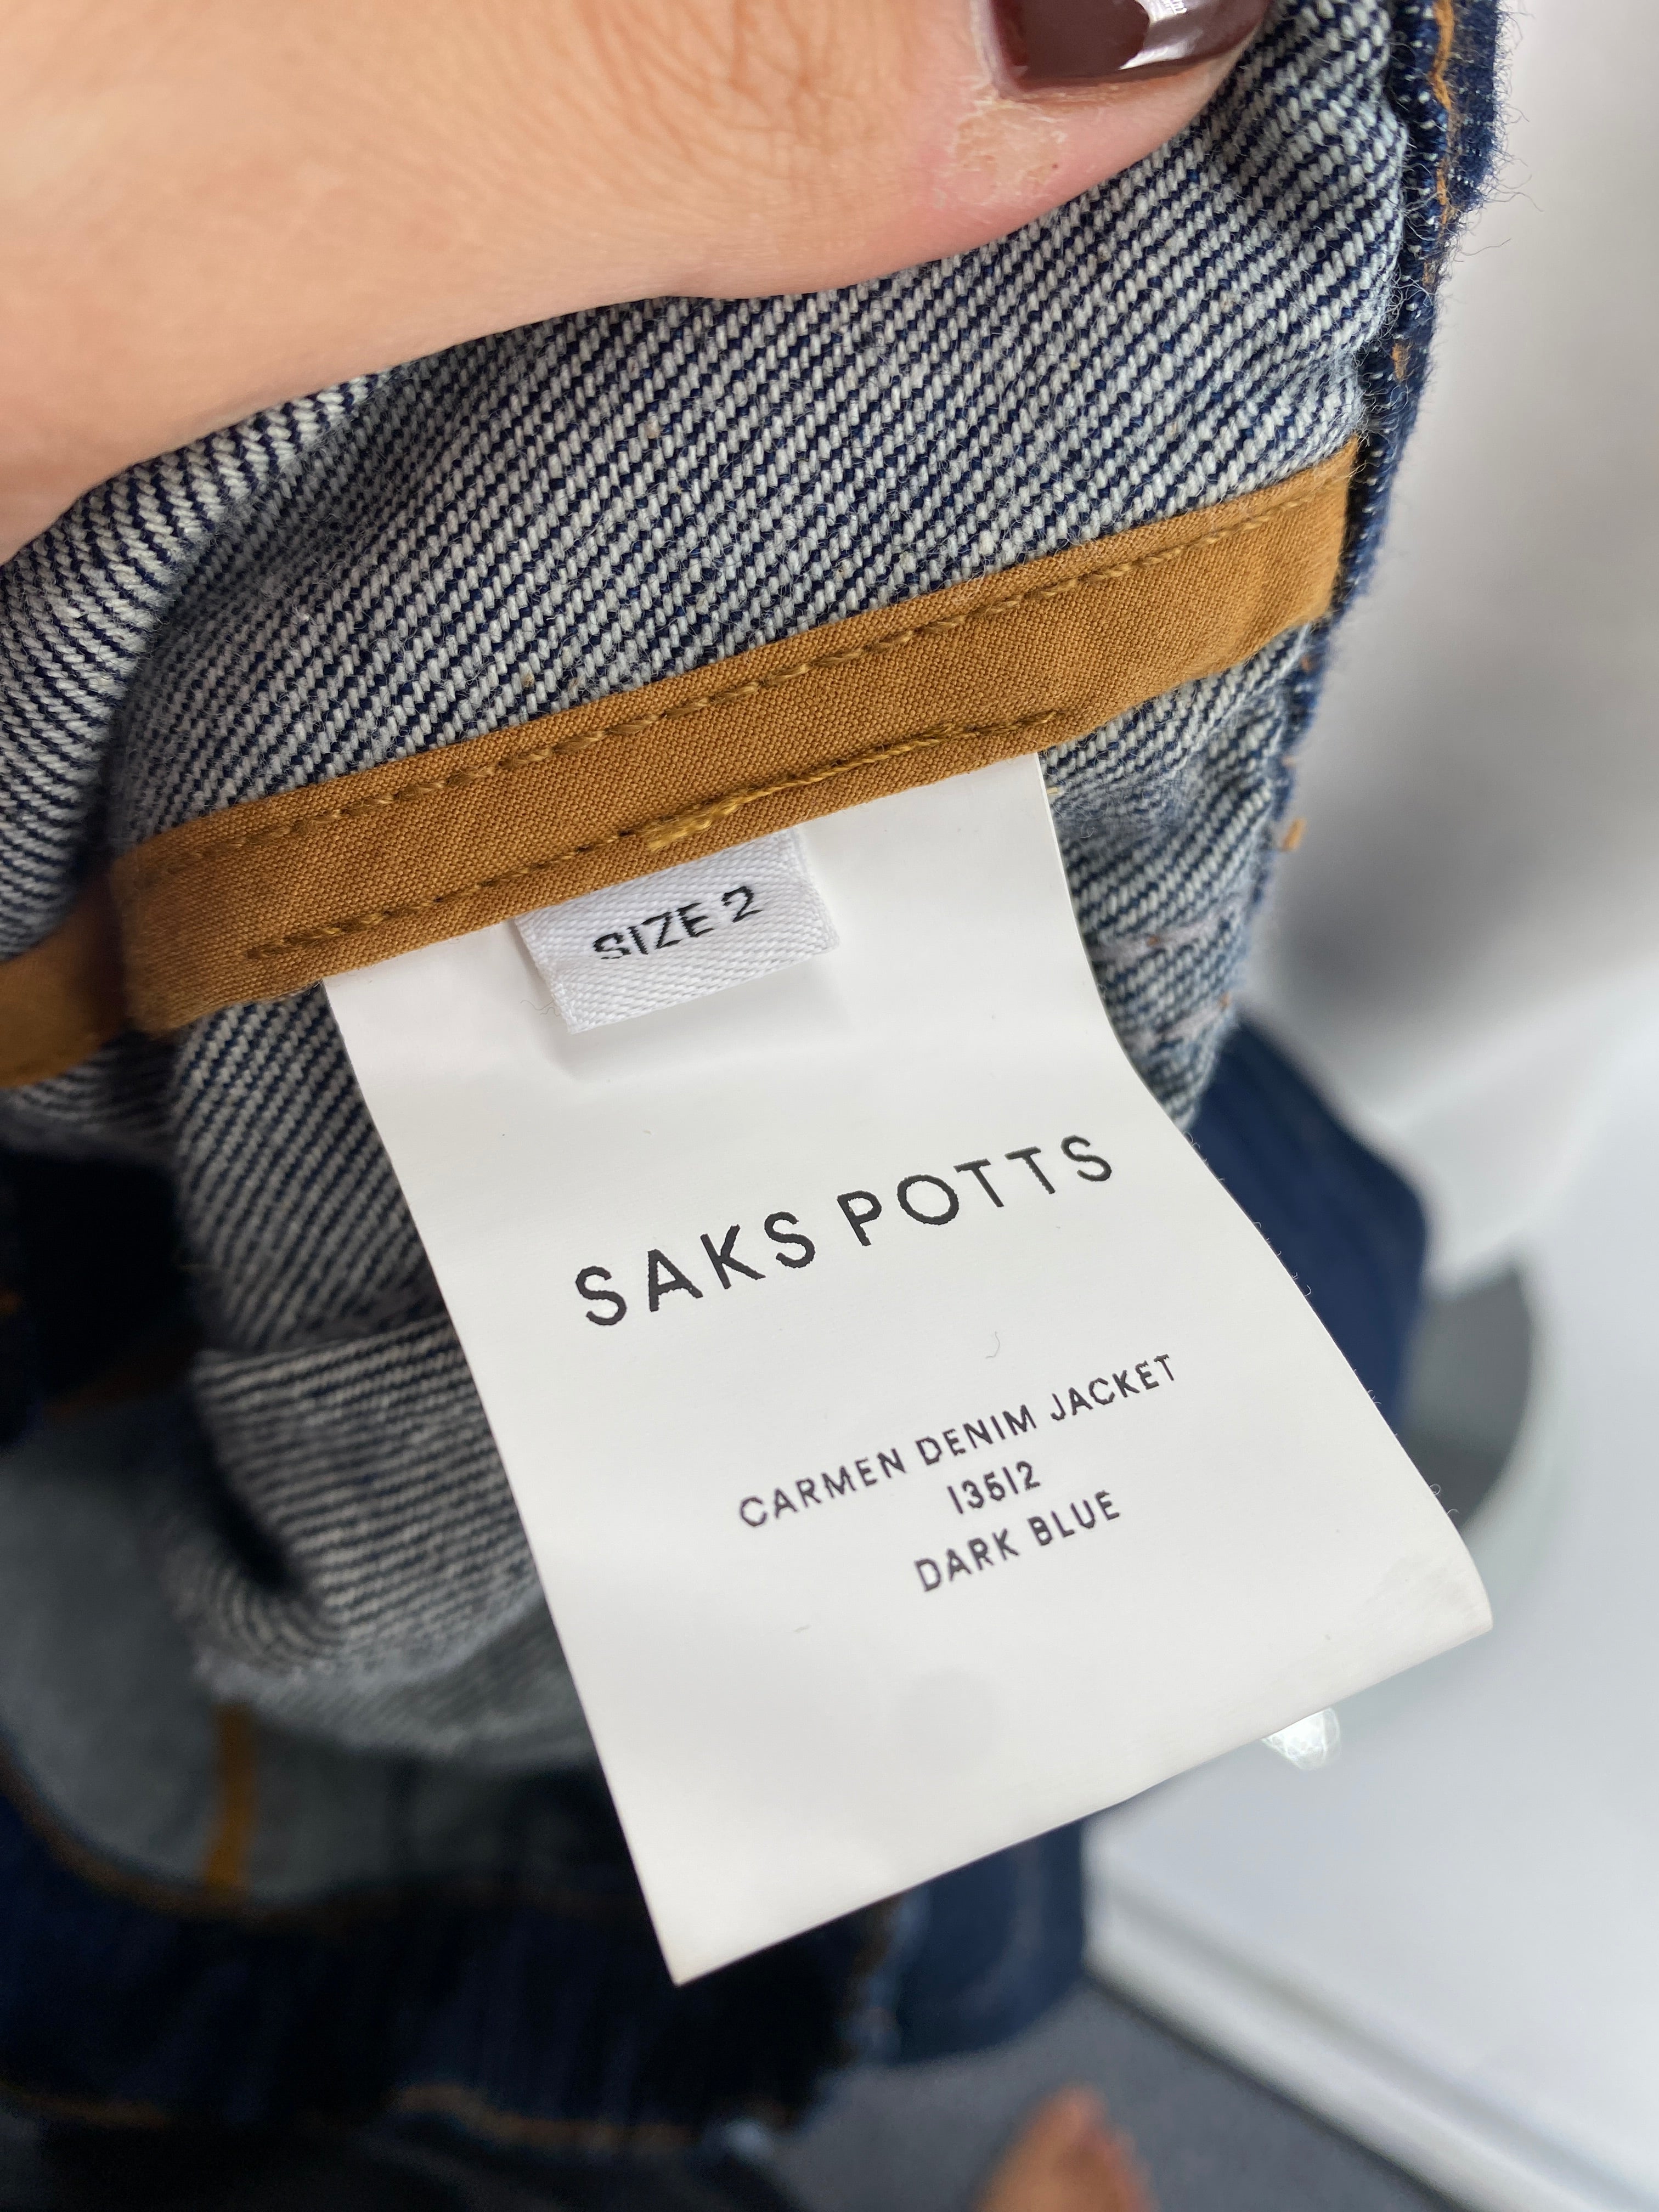 SIZE 2
SAKS POTTS
CARMEN DENIM JACKET
13512
DARK BLUE